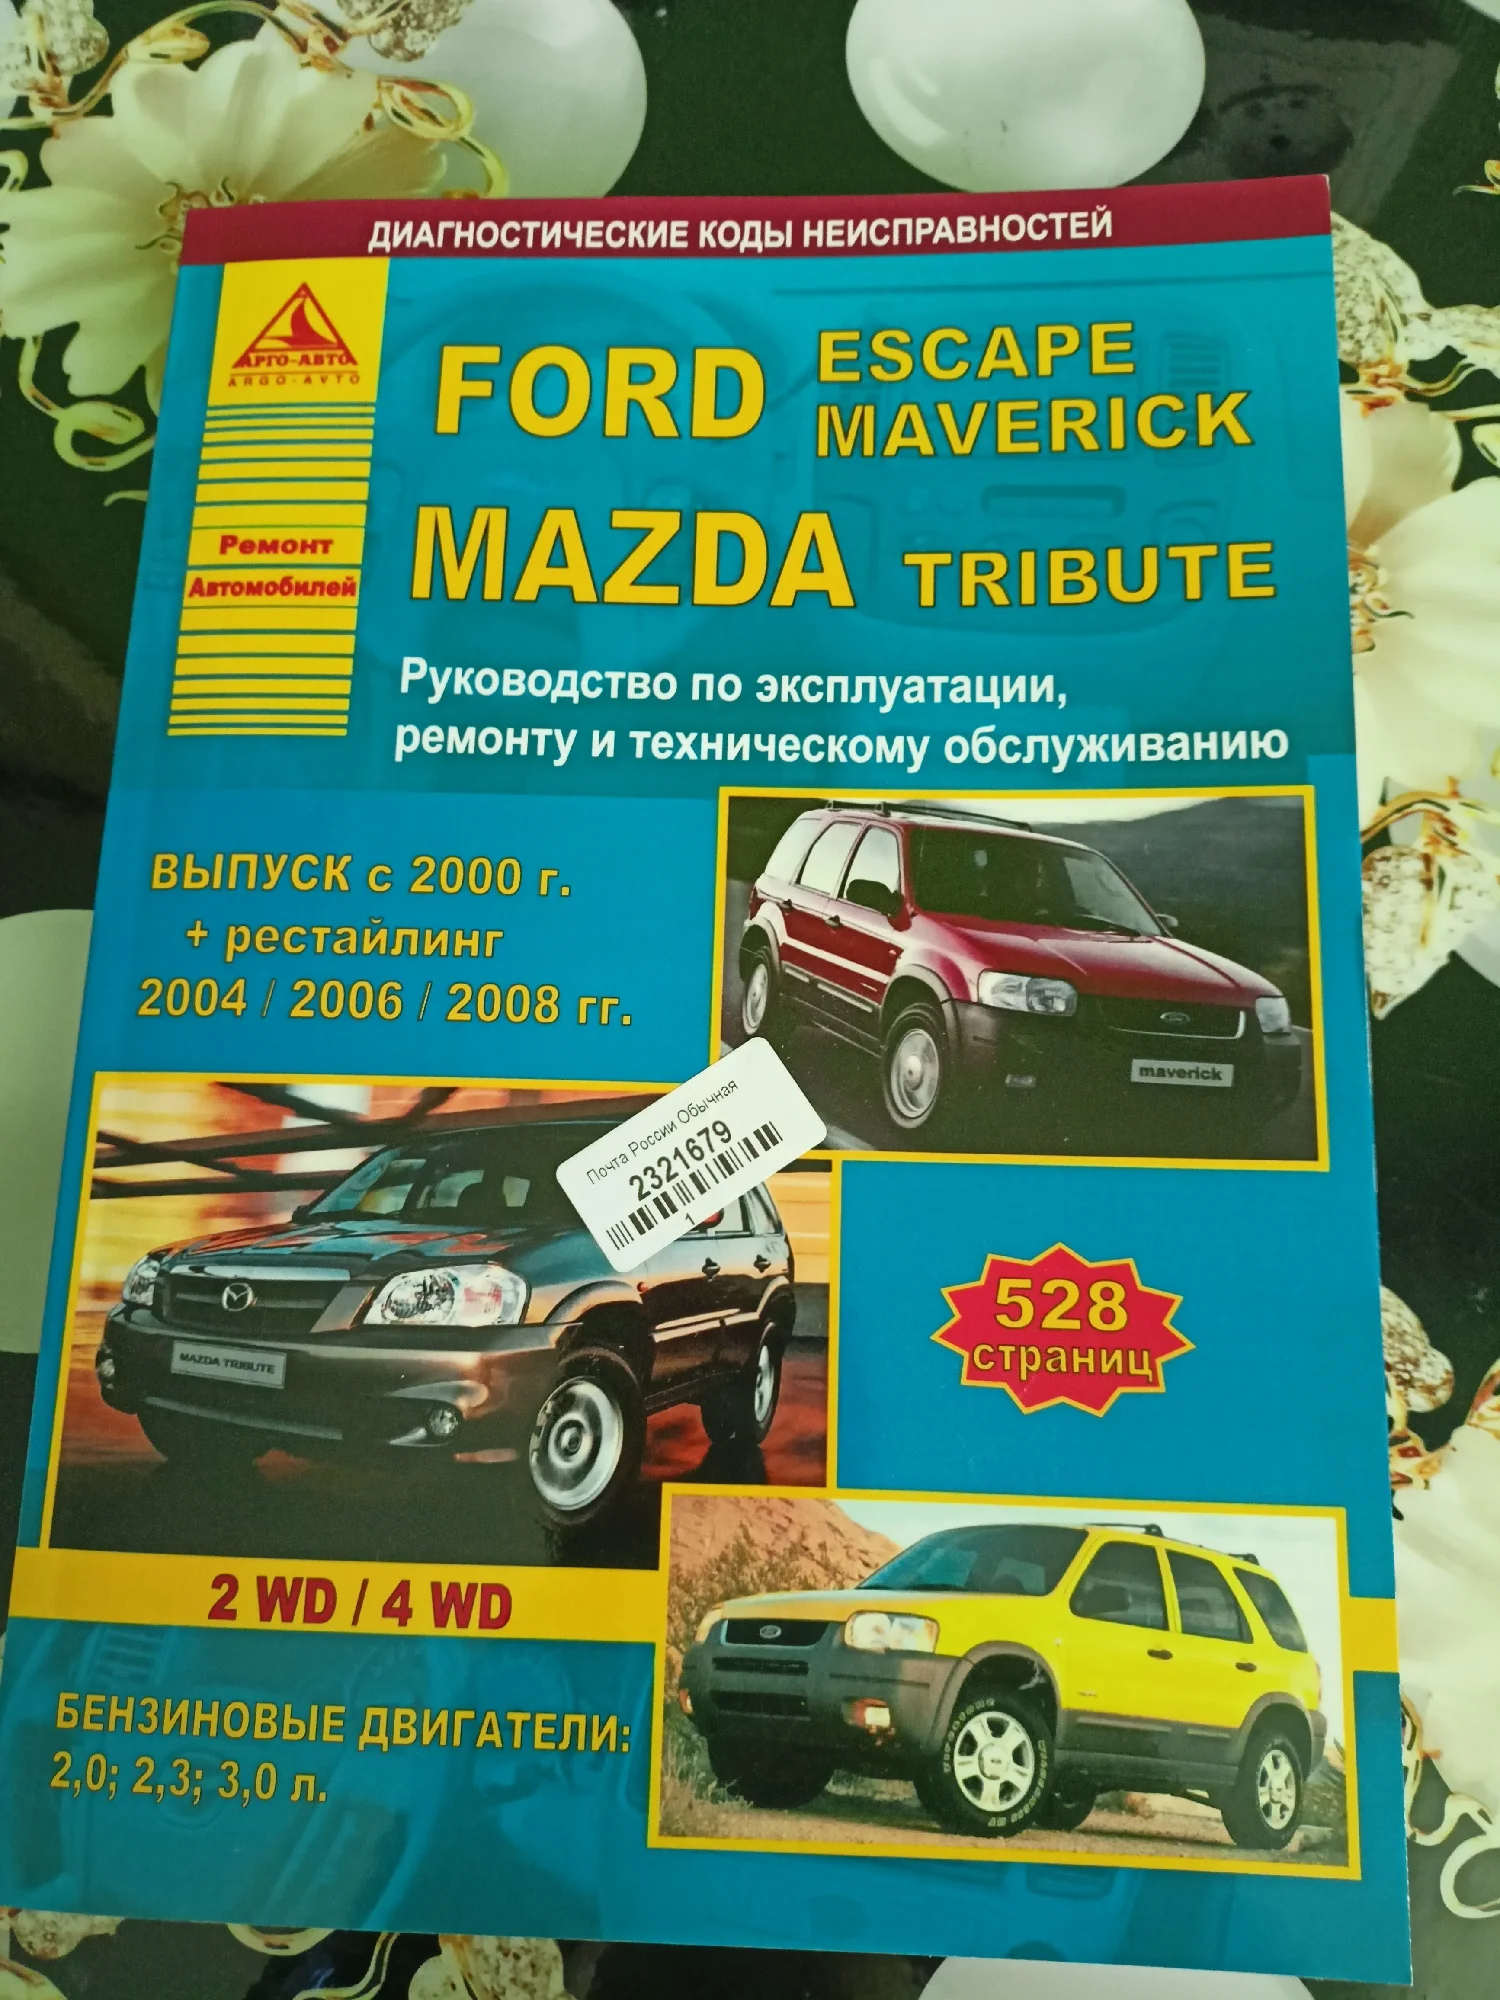 ДИАГНОСТИЧЕСКИЕ КОДЫ НЕИСПРАВНОСТЕЙ
АРГО-АВТО
ARGO-AVTO
FORD ESCAPE
MAVERICK
MAZDA TRIBUTE
Ремонт
Автомобилей
Руководство по эксплуатации,
ремонту и техническому обслуживанию
ВЫПУСК с 2000 г.
+ рестайлинг
2004 / 2006 / 2008 гг.
maverick
Почта России Обычная
2321679
1
MAZDA TRIBUTE
528
страниц
2 WD / 4 WD
БЕНЗИНОВЫЕ ДВИГАТЕЛИ:
2,0; 2,3; 3,0 л.